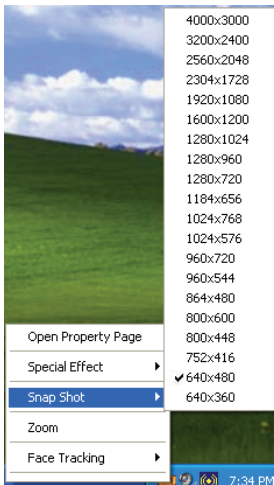 4000x3000
3200x2400
2560x2048
2304x1728
1920x1080
1600x1200
1280x1024
1280x960
1280x720
1184x656
1024x768
1024x576
960x720
960x544
864x480
800x600
800x448
752x416
640x480
640x360
Open Property Page
Special Effect
Snap Shot
Zoom
Face Tracking
7:34 PM